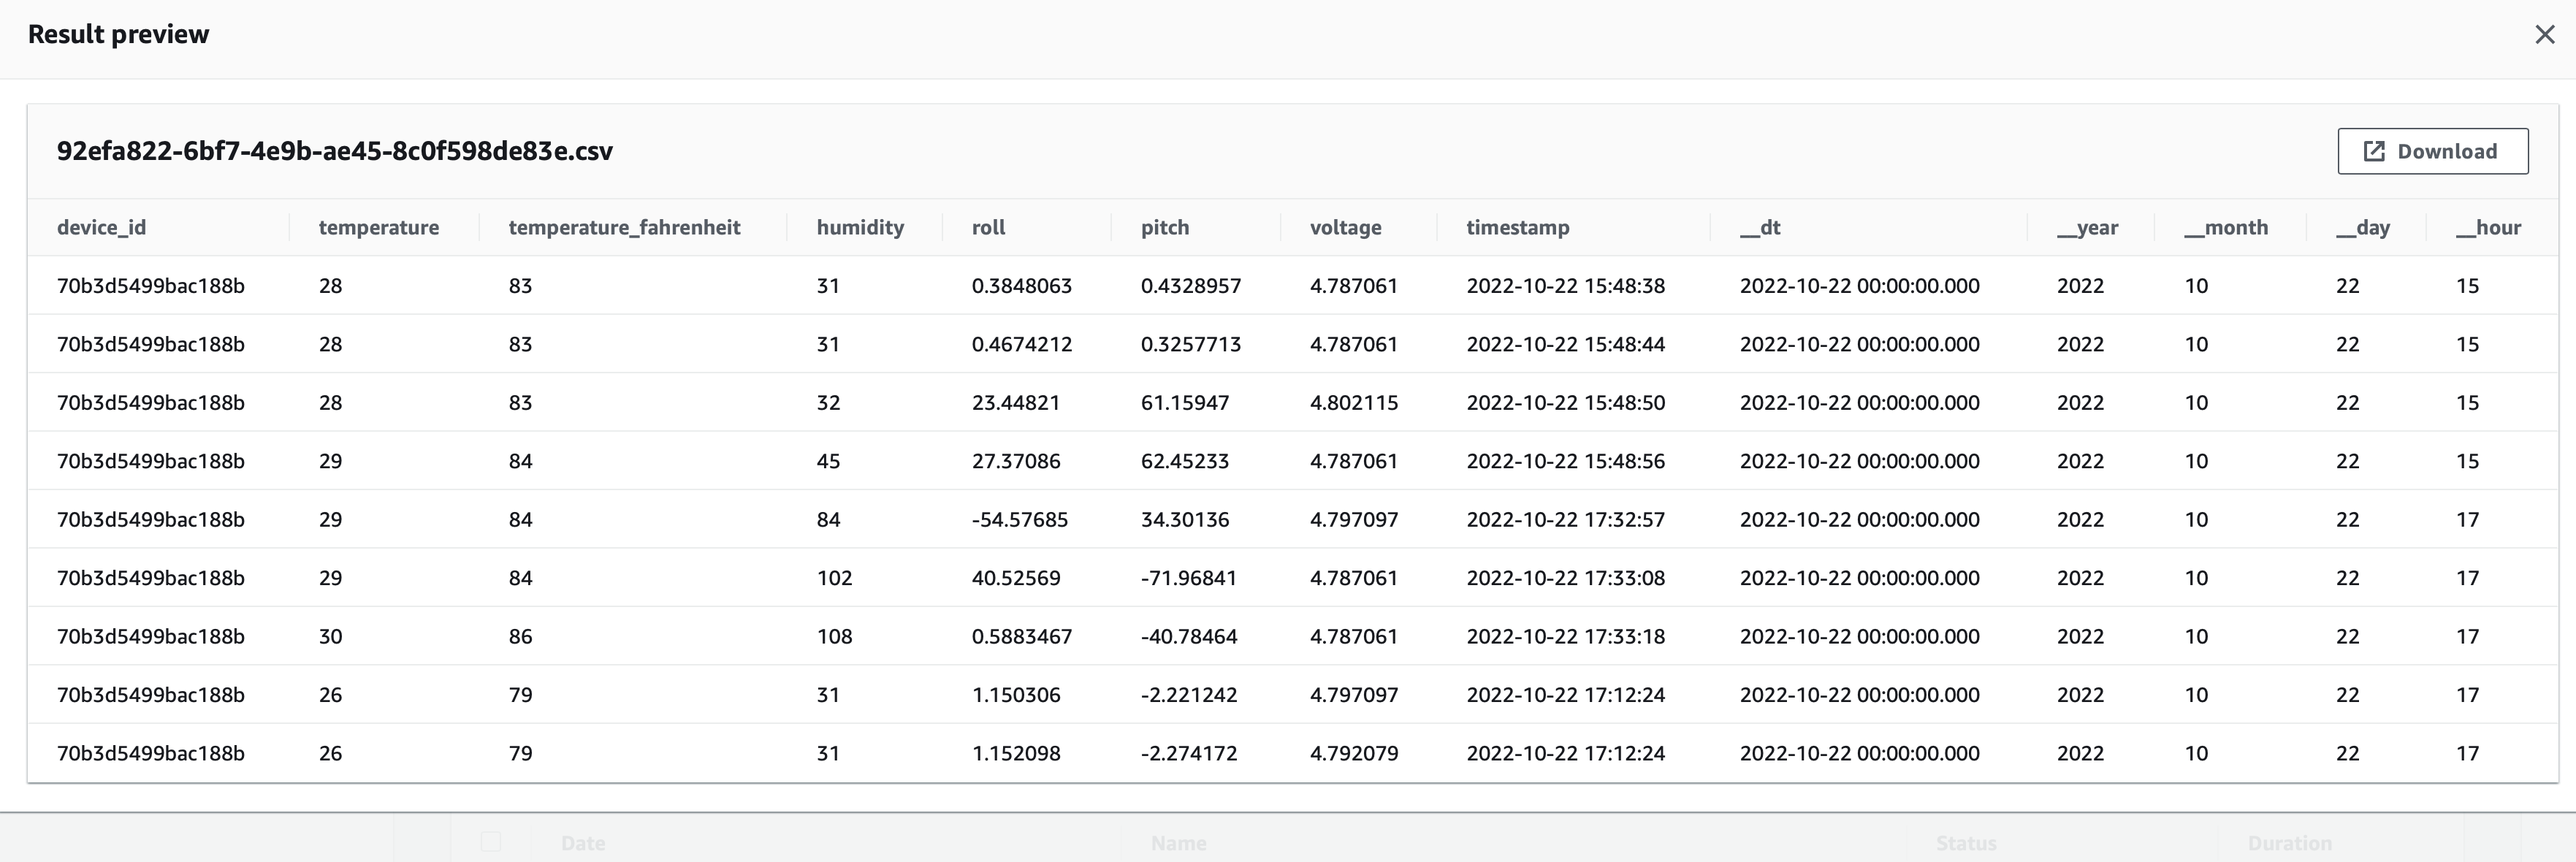 Result preview
92efa822-6bf7-4e9b-ae45-8c0f598de83e.csv Download
device_id temperature temperature_fahrenheit humidity roll pitch voltage timestamp __dt __year __month __day __hour
70b3d5499bac188b 28 83 31 0.3848063 0.4328957 4.787061 2022-10-22 15:48:38 2022-10-22 00:00:00.000 2022 10 22 15
70b3d5499bac188b 28 83 31 0.4674212 0.3257713 4.787061 2022-10-22 15:48:44 2022-10-22 00:00:00.000 2022 10 22 15
70b3d5499bac188b 28 83 32 23.44821 61.15947 4.802115 2022-10-22 15:48:50 2022-10-22 00:00:00.000 2022 10 22 15
70b3d5499bac188b 29 84 45 27.37086 62.45233 4.787061 2022-10-22 15:48:56 2022-10-22 00:00:00.000 2022 10 22 15
70b3d5499bac188b 29 84 84 -54.57685 34.30136 4.797097 2022-10-22 17:32:57 2022-10-22 00:00:00.000 2022 10 22 17
70b3d5499bac188b 29 84 102 40.52569 -71.96841 4.787061 2022-10-22 17:33:08 2022-10-22 00:00:00.000 2022 10 22 17
70b3d5499bac188b 30 86 108 0.5883467 -40.78464 4.787061 2022-10-22 17:33:18 2022-10-22 00:00:00.000 2022 10 22 17
70b3d5499bac188b 26 79 31 1.150306 -2.221242 4.797097 2022-10-22 17:12:24 2022-10-22 00:00:00.000 2022 10 22 17
70b3d5499bac188b 26 79 31 1.152098 -2.274172 4.792079 2022-10-22 17:12:24 2022-10-22 00:00:00.000 2022 10 22 17
Date Name Status Duration